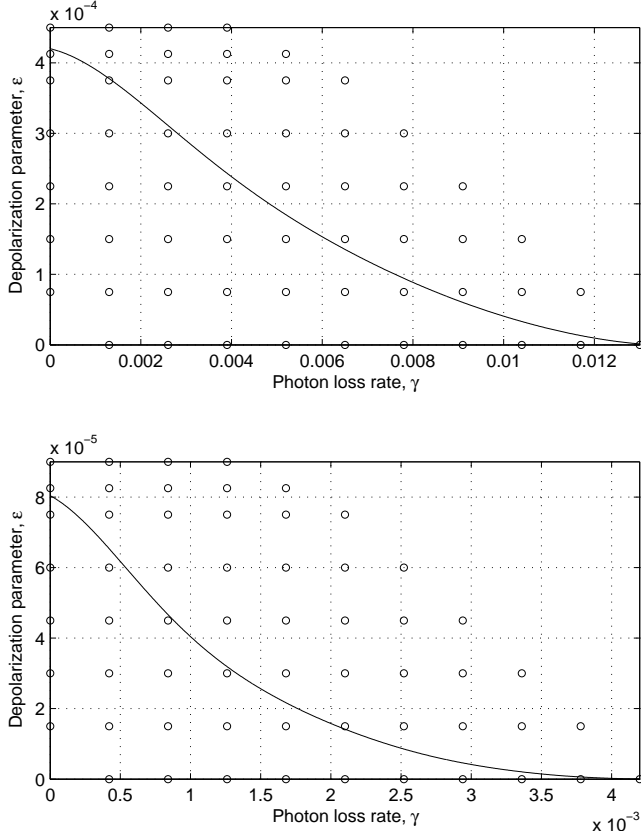 x 10⁻⁴
4
3
2
1
0
Depolarization parameter, ε
0 0.002 0.004 0.006 0.008 0.01 0.012
Photon loss rate, γ
x 10⁻⁵
8
6
4
2
0
Depolarization parameter, ε
0 0.5 1 1.5 2 2.5 3 3.5 4
Photon loss rate, γ
x 10⁻³